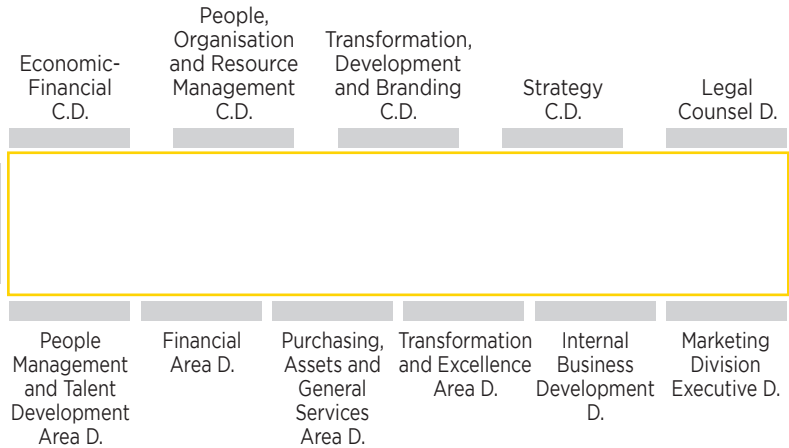 Economic-
Financial
C.D.
People,
Organisation
and Resource
Management
C.D.
Transformation,
Development
and Branding
C.D.
Strategy
C.D.
Legal
Counsel D.
People
Management
and Talent
Development
Area D.
Financial
Area D.
Purchasing,
Assets and
General
Services
Area D.
Transformation
and Excellence
Area D.
Internal
Business
Development
D.
Marketing
Division
Executive D.